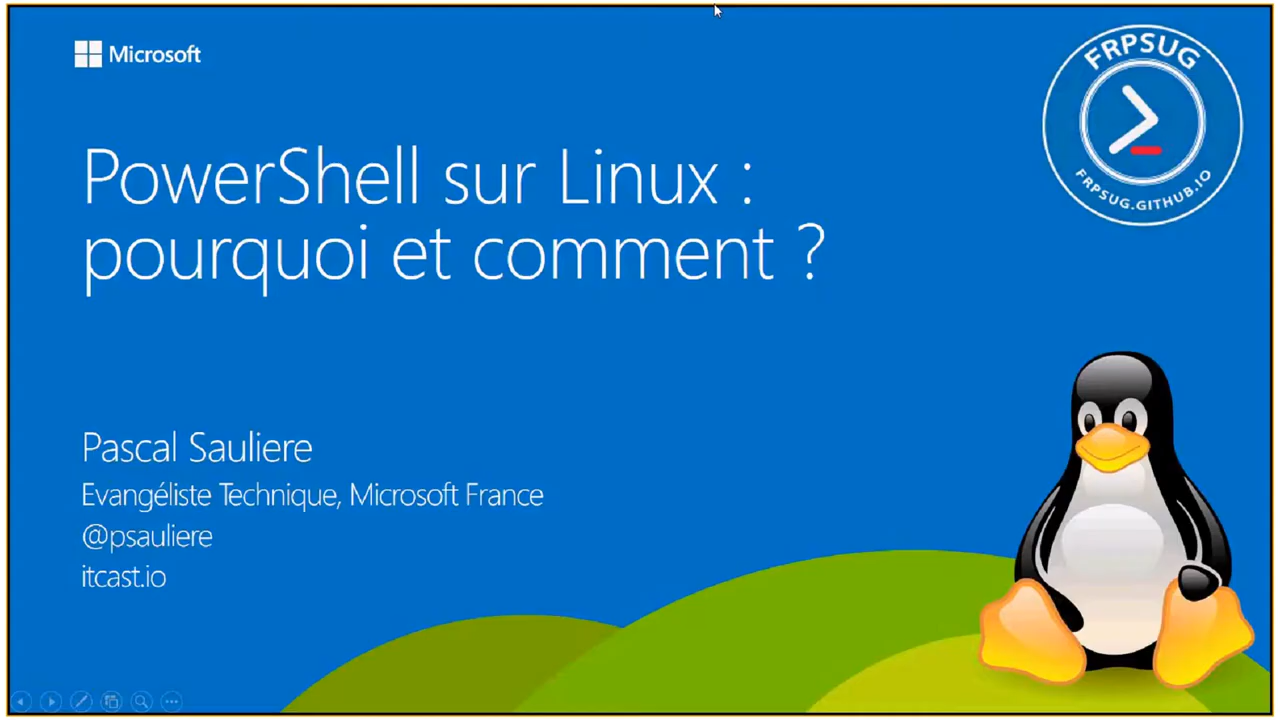 Microsoft
FRPSUG
FRPSUG.GITHUB.IO
PowerShell sur Linux :
pourquoi et comment ?
Pascal Sauliere
Evangéliste Technique, Microsoft France
@psauliere
itcast.io